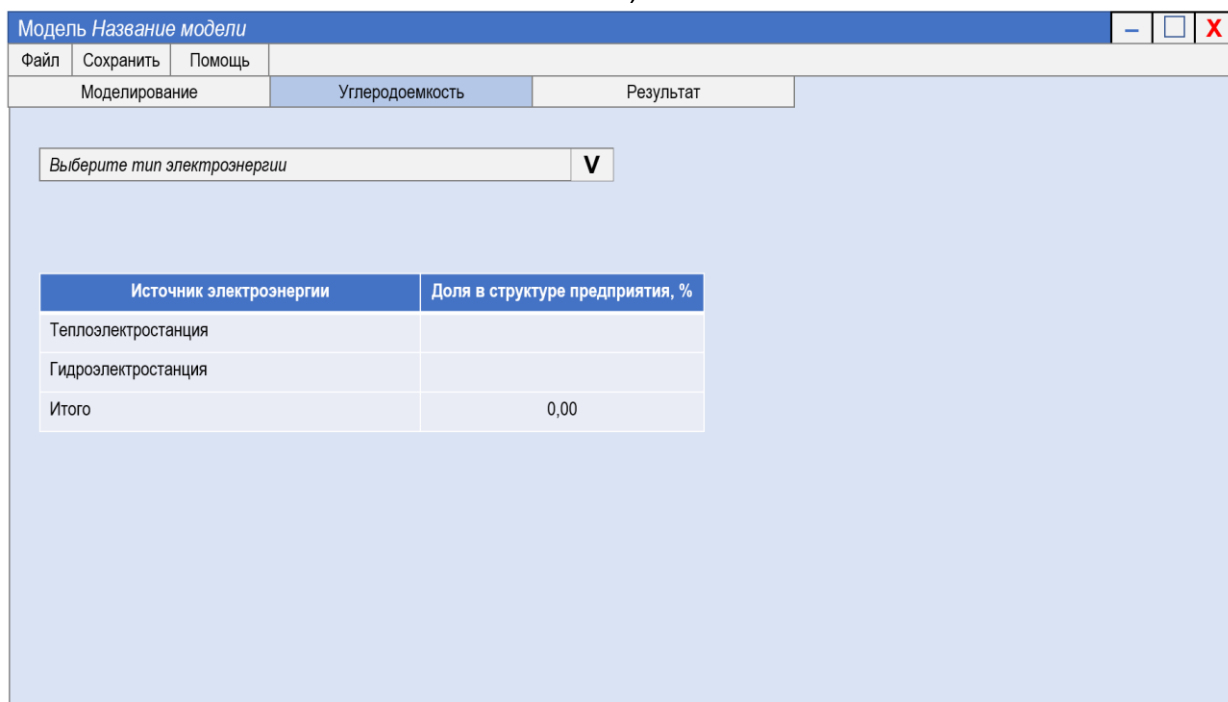 Модель Название модели – X
Файл Сохранить Помощь
Моделирование Углеродоемкость Результат
Выберите тип электроэнергии V
Источник электроэнергии Доля в структуре предприятия, %
Теплоэлектростанция
Гидроэлектростанция
Итого 0,00